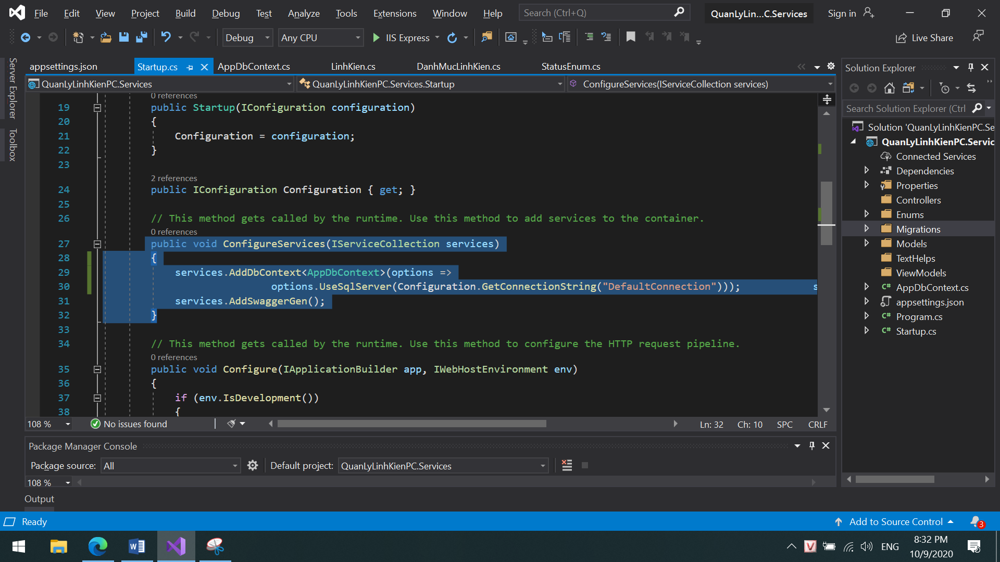 File Edit View Project Build Debug Test Analyze Tools Extensions Window Help Search (Ctrl+Q) QuanLyLin...C.Services Sign in
Debug Any CPU IIS Express Live Share
Server Explorer
Toolbox
appsettings.json Startup.cs AppDbContext.cs LinhKien.cs DanhMucLinhKien.cs StatusEnum.cs
QuanLyLinhKienPC.Services QuanLyLinhKienPC.Services.Startup ConfigureServices(IServiceCollection services)
0 references
19 public Startup(IConfiguration configuration)
20 {
21 Configuration = configuration;
22 }
23
2 references
24 public IConfiguration Configuration { get; }
25
26 // This method gets called by the runtime. Use this method to add services to the container.
0 references
27 public void ConfigureServices(IServiceCollection services)
28 {
29 services.AddDbContext<AppDbContext>(options =>
30 options.UseSqlServer(Configuration.GetConnectionString("DefaultConnection"))); s
31 services.AddSwaggerGen();
32 }
33
34 // This method gets called by the runtime. Use this method to configure the HTTP request pipeline.
0 references
35 public void Configure(IApplicationBuilder app, IWebHostEnvironment env)
36 {
37 if (env.IsDevelopment())
38 {
108 % No issues found Ln: 32 Ch: 10 SPC CRLF
Package Manager Console
Package source: All Default project: QuanLyLinhKienPC.Services
108 %
Output
Solution Explorer
Search Solution Explorer (Ctrl
Solution 'QuanLyLinhKienPC.Se
QuanLyLinhKienPC.Servic
Connected Services
Dependencies
Properties
Controllers
Enums
Migrations
Models
TextHelps
ViewModels
C# AppDbContext.cs
appsettings.json
C# Program.cs
C# Startup.cs
Ready Add to Source Control 3
W V ENG 8:32 PM
10/9/2020